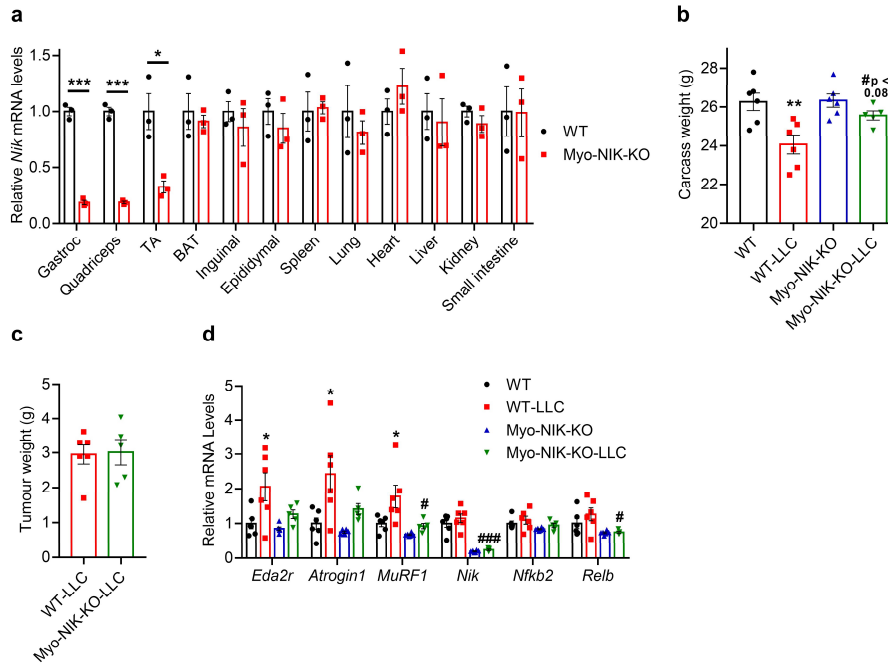 a
Relative Nik mRNA levels
1.5
1.0
0.5
0.0
***
***
*
WT
Myo-NIK-KO
Gastroc
Quadriceps
TA
BAT
Inguinal
Epididymal
Spleen
Lung
Heart
Liver
Kidney
Small intestine
b
Carcass weight (g)
28
26
24
22
20
**
#p <
0.08
WT
WT-LLC
Myo-NIK-KO
Myo-NIK-KO-LLC
c
Tumour weight (g)
5
4
3
2
1
0
WT-LLC
Myo-NIK-KO-LLC
d
Relative mRNA Levels
5
4
3
2
1
0
*
*
*
#
###
#
WT
WT-LLC
Myo-NIK-KO
Myo-NIK-KO-LLC
Eda2r
Atrogin1
MuRF1
Nik
Nfkb2
Relb